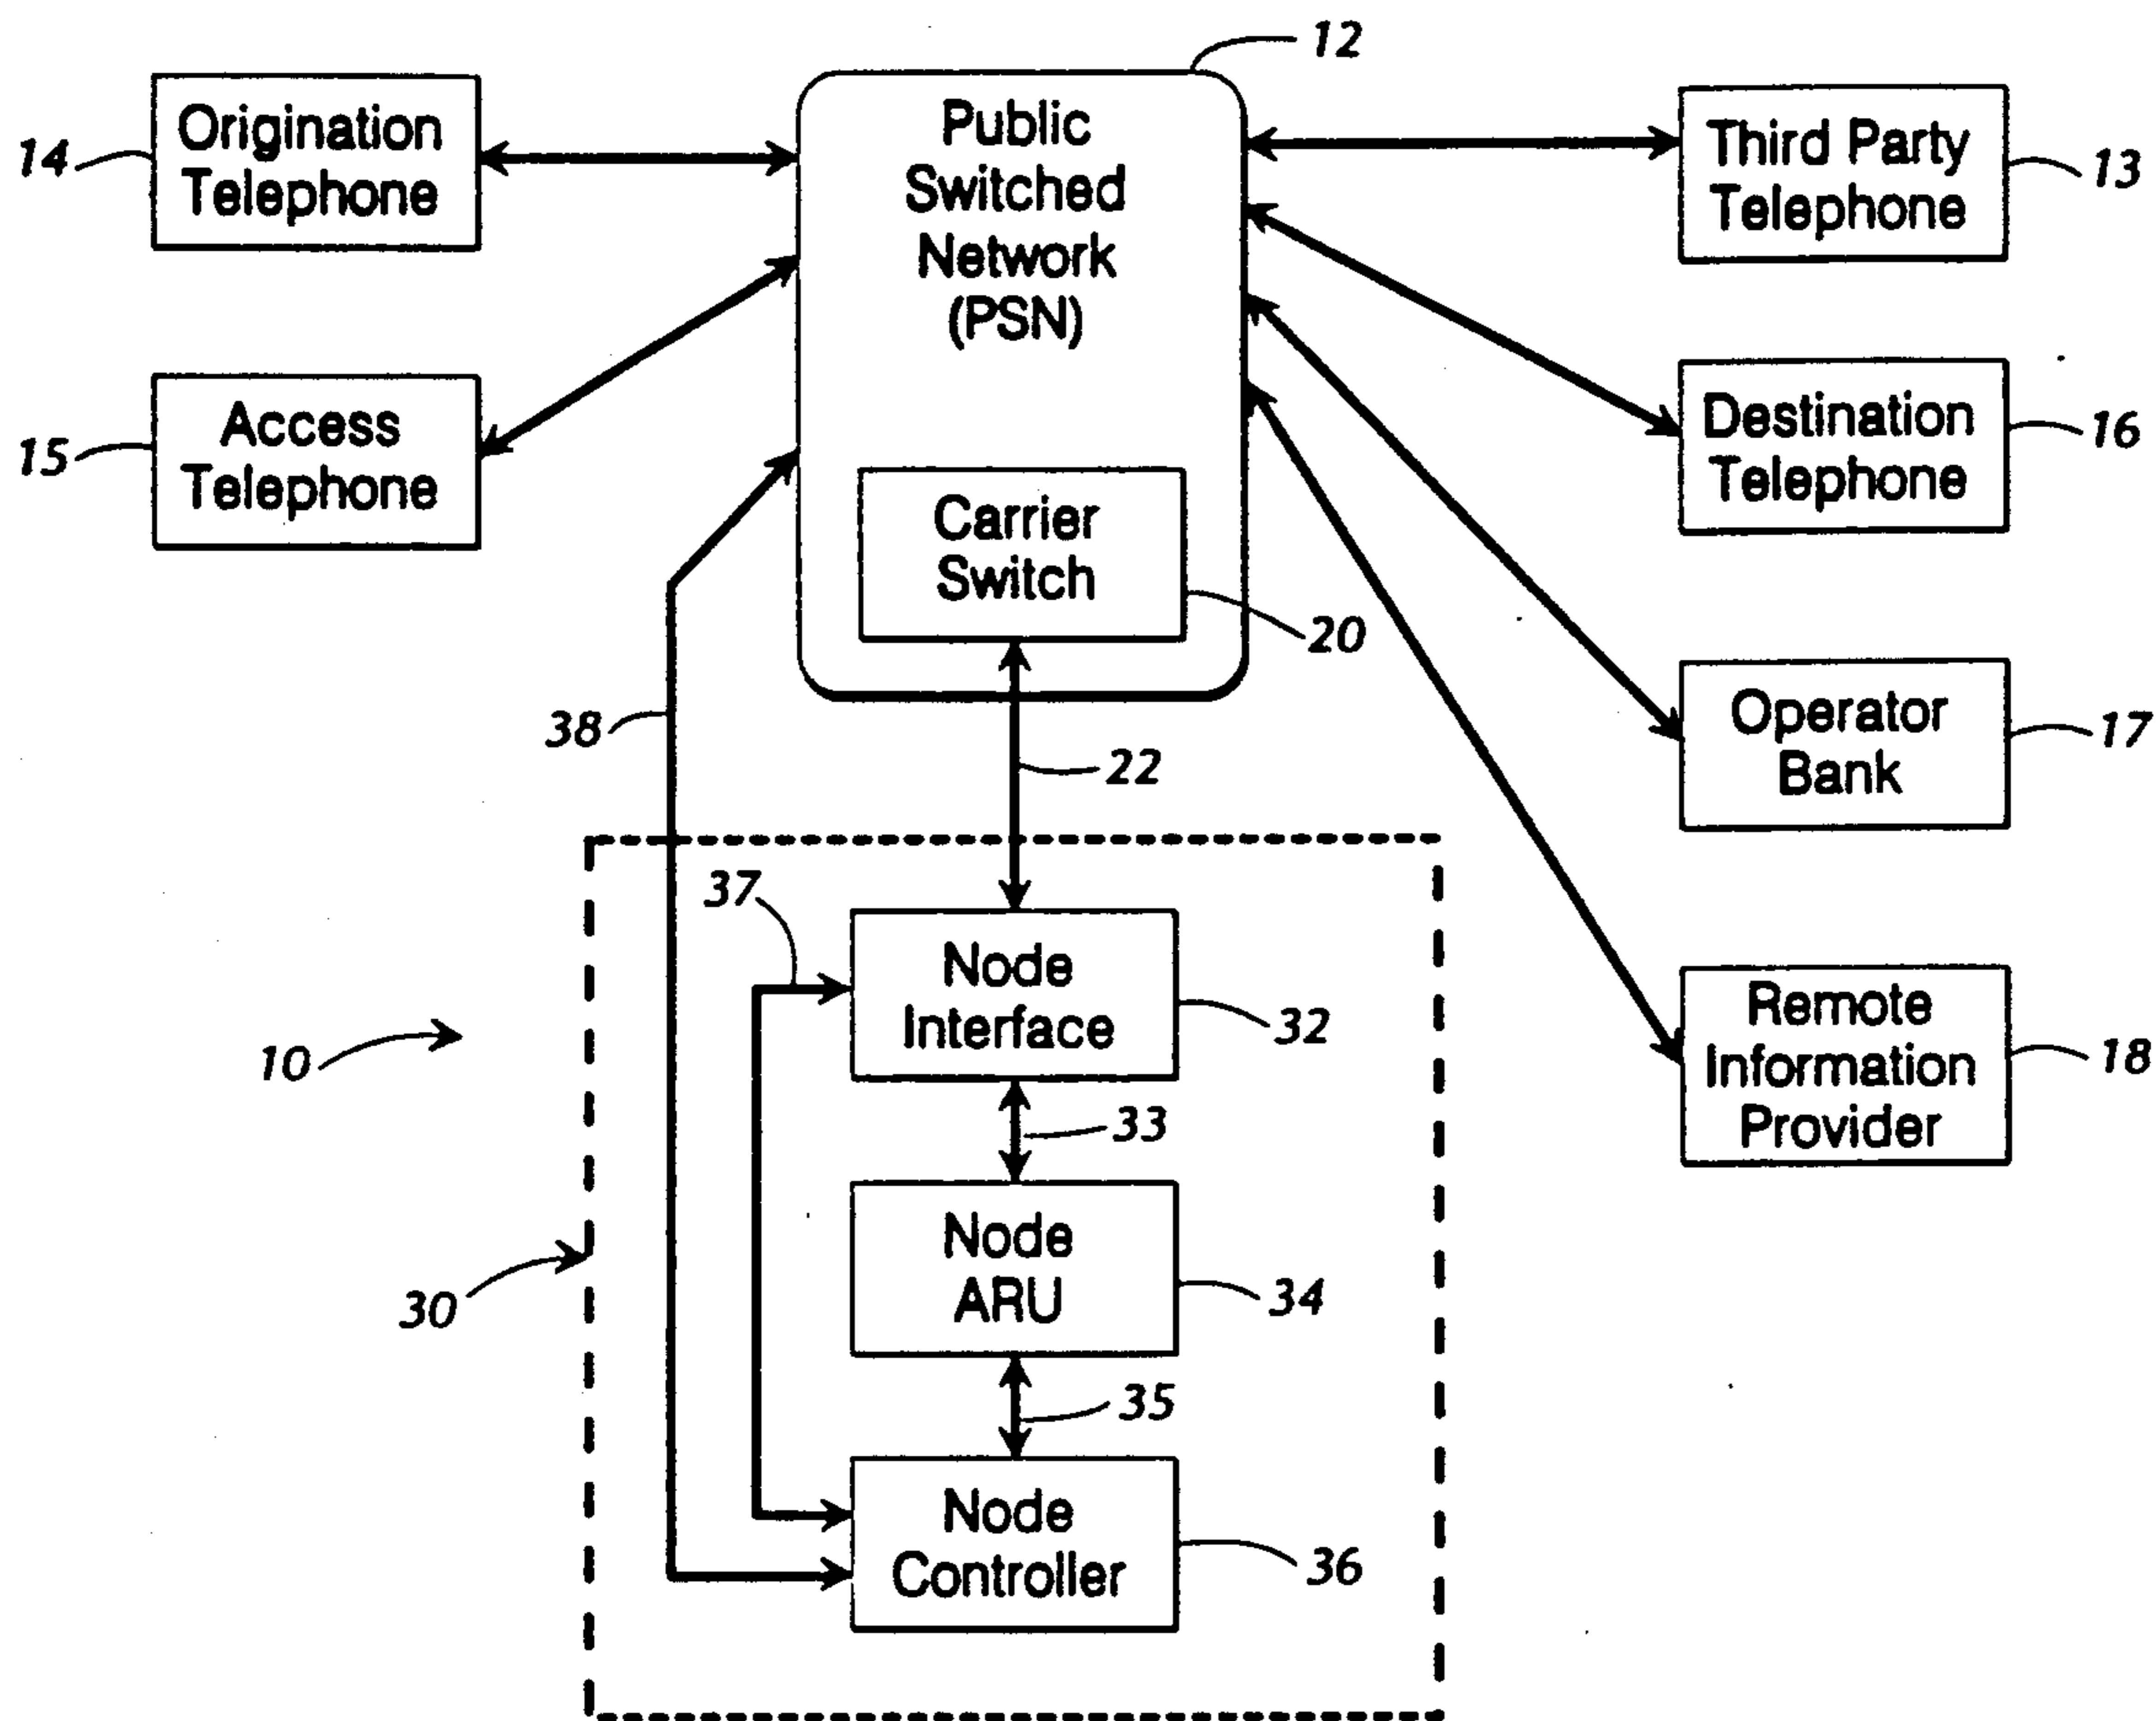 12
Public
Switched
Network
(PSN)
14
Origination
Telephone
Third Party
Telephone
13
15
Access
Telephone
Destination
Telephone
16
Carrier
Switch
20
38
22
Operator
Bank
17
37
Node
Interface
32
10
Remote
Information
Provider
18
33
30
Node
ARU
34
35
Node
Controller
36